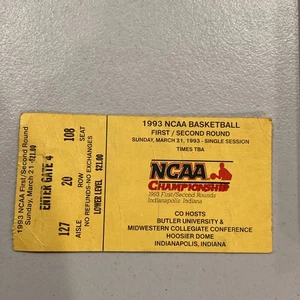 1993 NCAA First/Second Round
Sunday, March 21 - $21.00
ENTER GATE 4
127 20 108
AISLE ROW SEAT
NO REFUNDS-NO EXCHANGES
LOWER LEVEL $21.00
1993 NCAA BASKETBALL
FIRST / SECOND ROUND
SUNDAY, MARCH 21, 1993 - SINGLE SESSION
TIMES TBA
NCAA
CHAMPIONSHIP
1993 First/Second Rounds
Indianapolis, Indiana
CO HOSTS
BUTLER UNIVERSITY &
MIDWESTERN COLLEGIATE CONFERENCE
HOOSIER DOME
INDIANAPOLIS, INDIANA